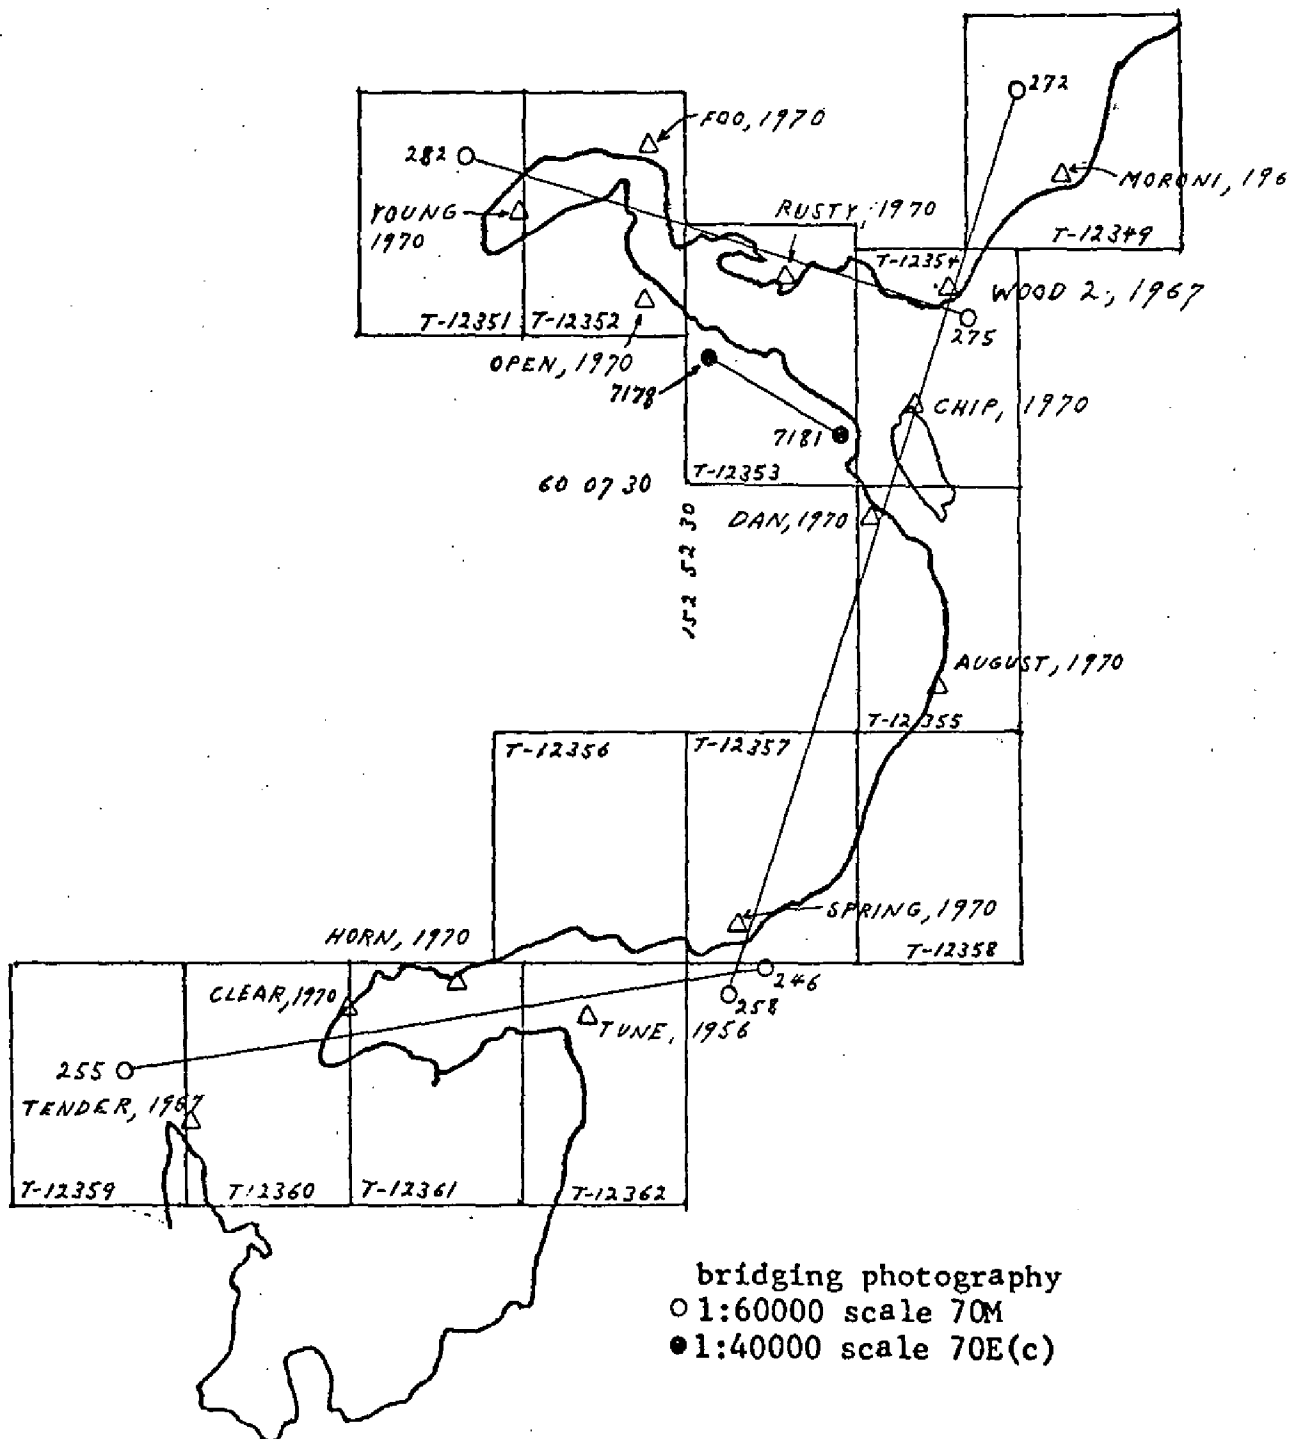 272
FOO, 1970
282
MORONI, 196
YOUNG
1970
RUSTY, 1970
T-12349
T-12354
WOOD 2, 1967
275
T-12351
T-12352
OPEN, 1970
7178
CHIP, 1970
7181
T-12353
60 07 30
152 52 30
DAN, 1970
AUGUST, 1970
T-12355
T-12356
T-12357
SPRING, 1970
HORN, 1970
T-12358
246
CLEAR, 1970
258
TUNE, 1956
255
TENDER, 1967
T-12359
T-12360
T-12361
T-12362
bridging photography
1:60000 scale 70M
1:40000 scale 70E(c)